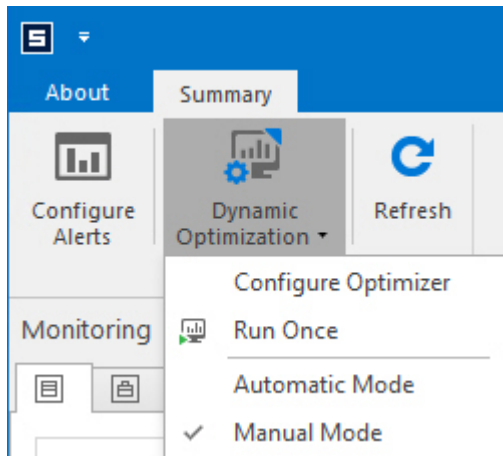 S
About Summary
Configure
Alerts
Dynamic
Optimization
Refresh
Configure Optimizer
Monitoring
Run Once
Automatic Mode
Manual Mode